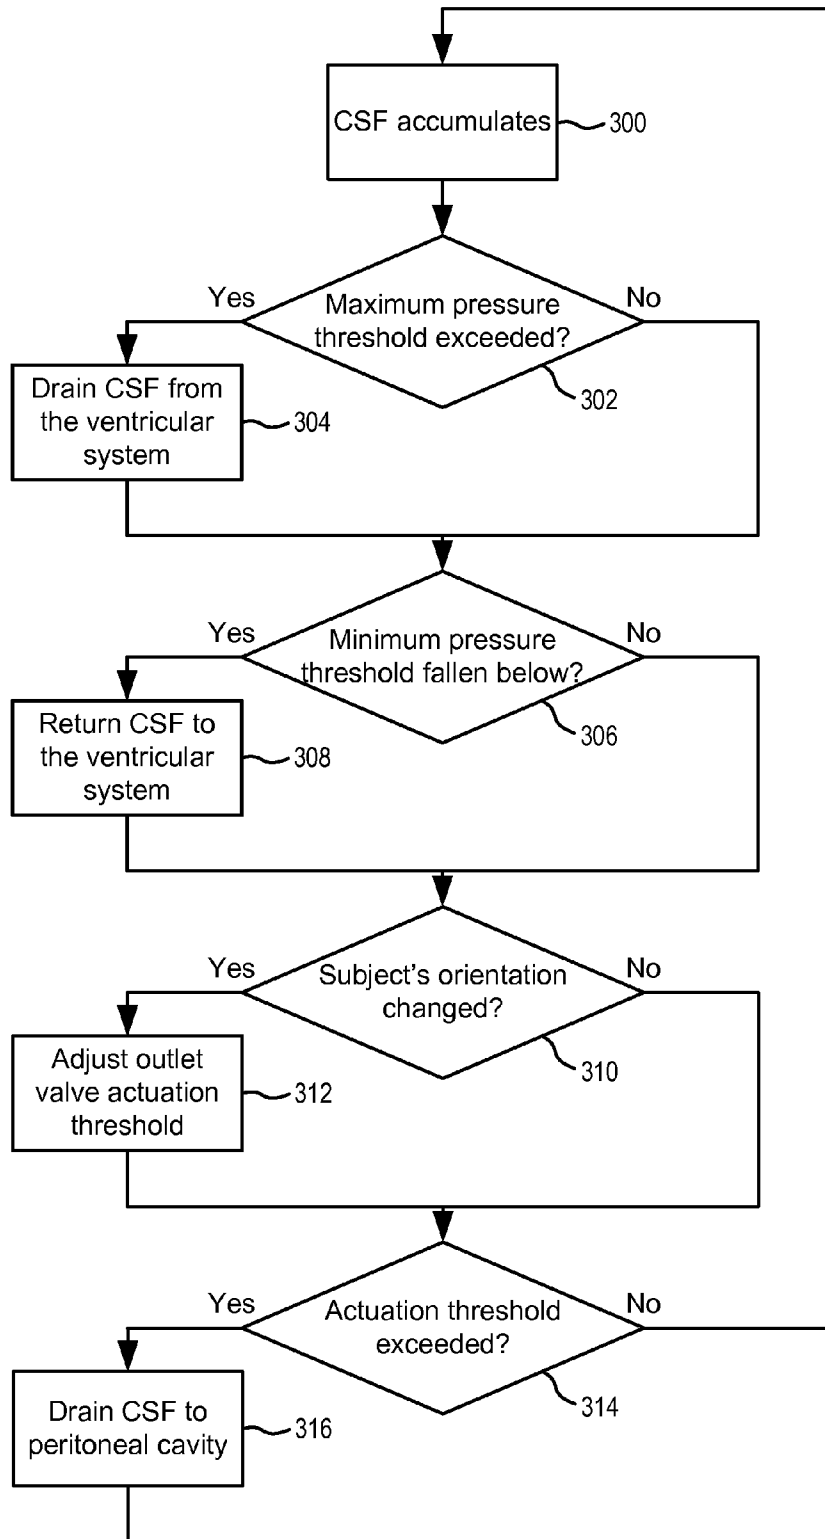 CSF accumulates
300
Yes
Maximum pressure
threshold exceeded?
No
302
Drain CSF from
the ventricular
system
304
Yes
Minimum pressure
threshold fallen below?
No
306
Return CSF to
the ventricular
system
308
Yes
Subject's orientation
changed?
No
310
Adjust outlet
valve actuation
threshold
312
Yes
Actuation threshold
exceeded?
No
314
Drain CSF to
peritoneal cavity
316